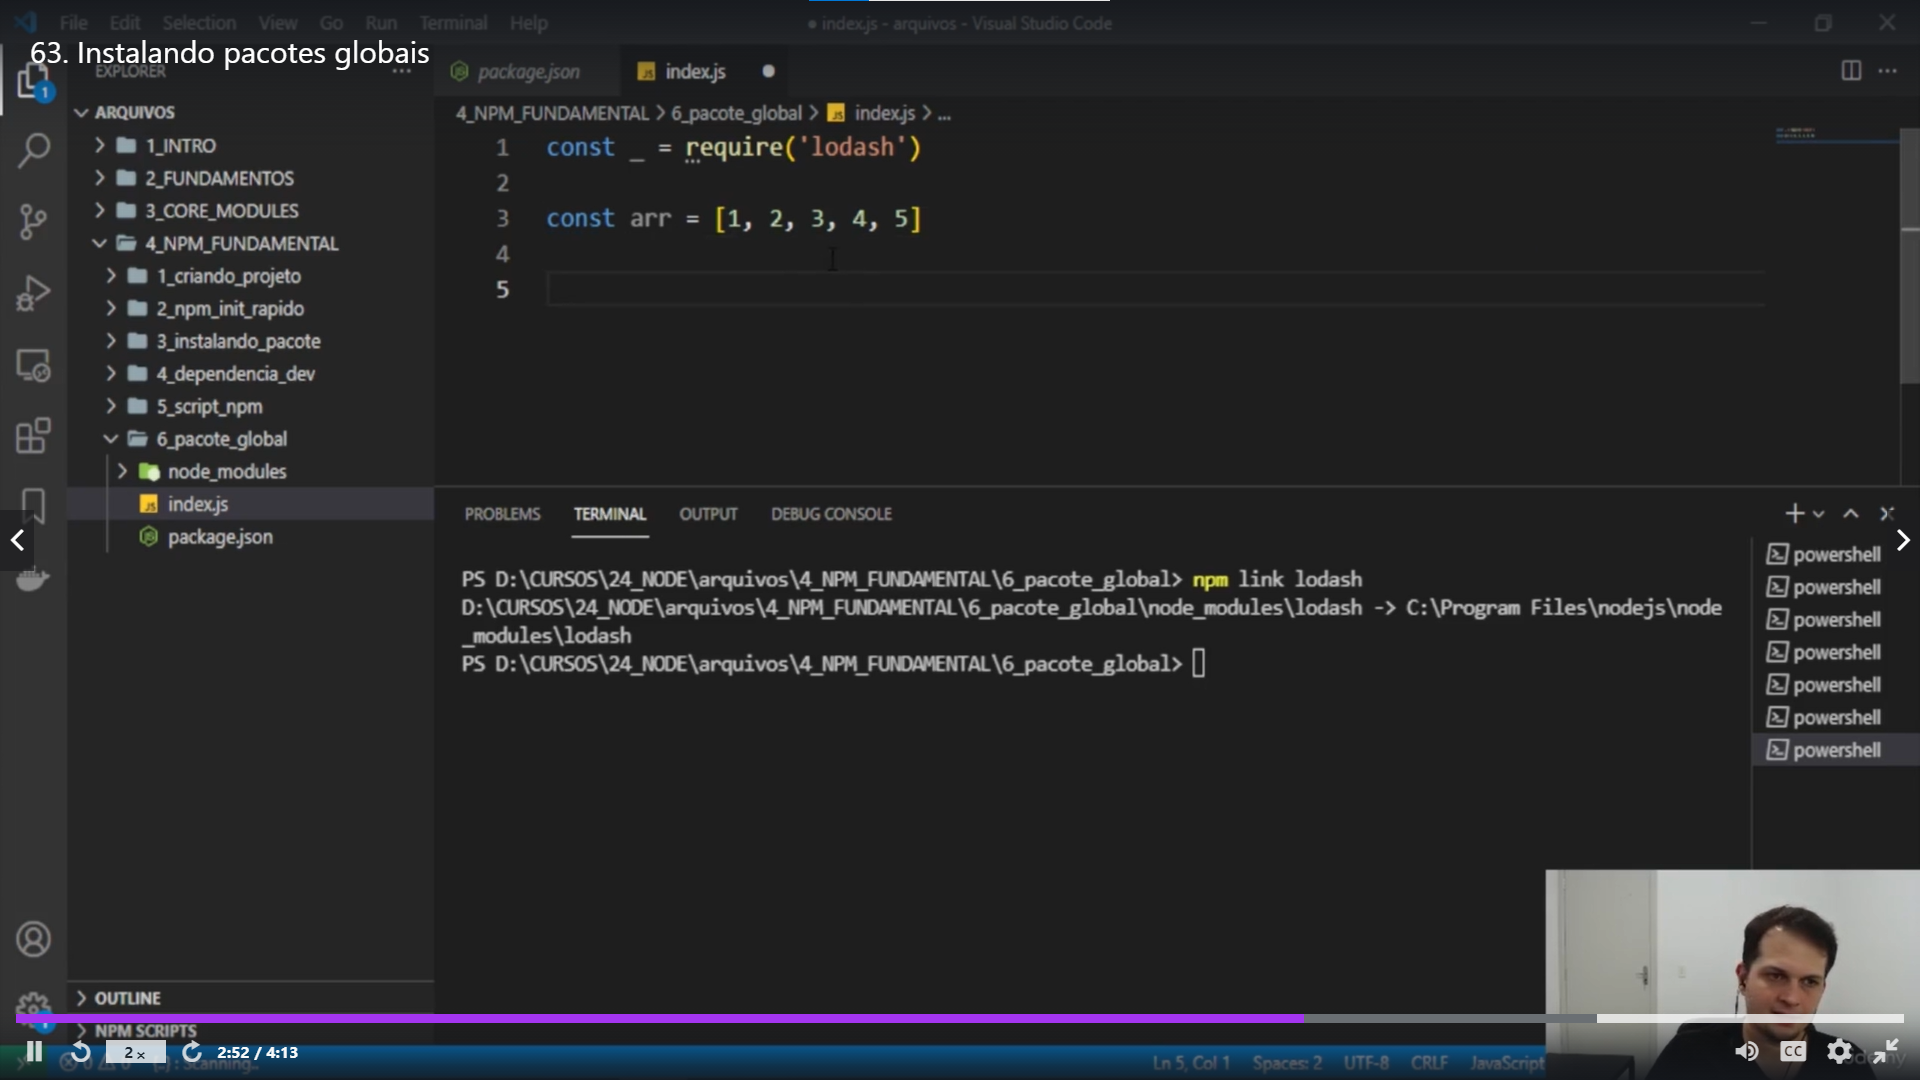 File Edit Selection View Go Run Terminal Help
● index.js - arquivos - Visual Studio Code
63. Instalando pacotes globais
EXPLORER
package.json
index.js
1
ARQUIVOS
1_INTRO
2_FUNDAMENTOS
3_CORE_MODULES
4_NPM_FUNDAMENTAL
1_criando_projeto
2_npm_init_rapido
3_instalando_pacote
4_dependencia_dev
5_script_npm
6_pacote_global
node_modules
index.js
package.json
4_NPM_FUNDAMENTAL > 6_pacote_global > index.js > ...
1 const _ = require('lodash')
2
3 const arr = [1, 2, 3, 4, 5]
4
5
PROBLEMS TERMINAL OUTPUT DEBUG CONSOLE
PS D:\CURSOS\24_NODE\arquivos\4_NPM_FUNDAMENTAL\6_pacote_global> npm link lodash
D:\CURSOS\24_NODE\arquivos\4_NPM_FUNDAMENTAL\6_pacote_global\node_modules\lodash -> C:\Program Files\nodejs\node
_modules\lodash
PS D:\CURSOS\24_NODE\arquivos\4_NPM_FUNDAMENTAL\6_pacote_global>
powershell
powershell
powershell
powershell
powershell
powershell
powershell
OUTLINE
NPM SCRIPTS
2 x
2:52 / 4:13
Scanning..
Ln 5, Col 1 Spaces: 2 UTF-8 CRLF JavaScript
CC